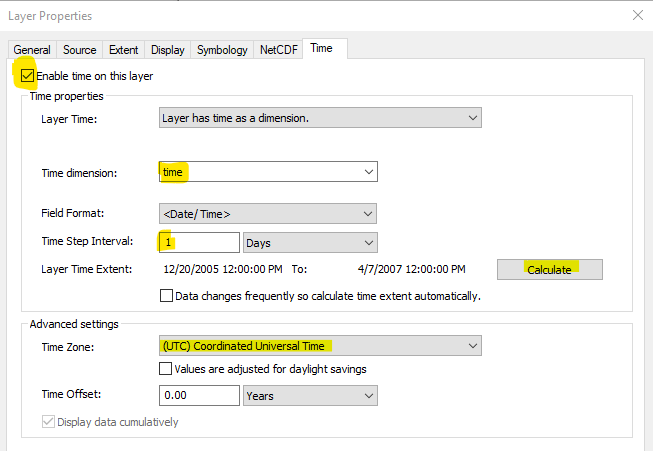 Layer Properties
General Source Extent Display Symbology NetCDF Time
Enable time on this layer
Time properties
Layer Time: Layer has time as a dimension.
Time dimension: time
Field Format: <Date/Time>
Time Step Interval: 1 Days
Layer Time Extent: 12/20/2005 12:00:00 PM To: 4/7/2007 12:00:00 PM Calculate
Data changes frequently so calculate time extent automatically.
Advanced settings
Time Zone: (UTC) Coordinated Universal Time
Values are adjusted for daylight savings
Time Offset: 0.00 Years
Display data cumulatively